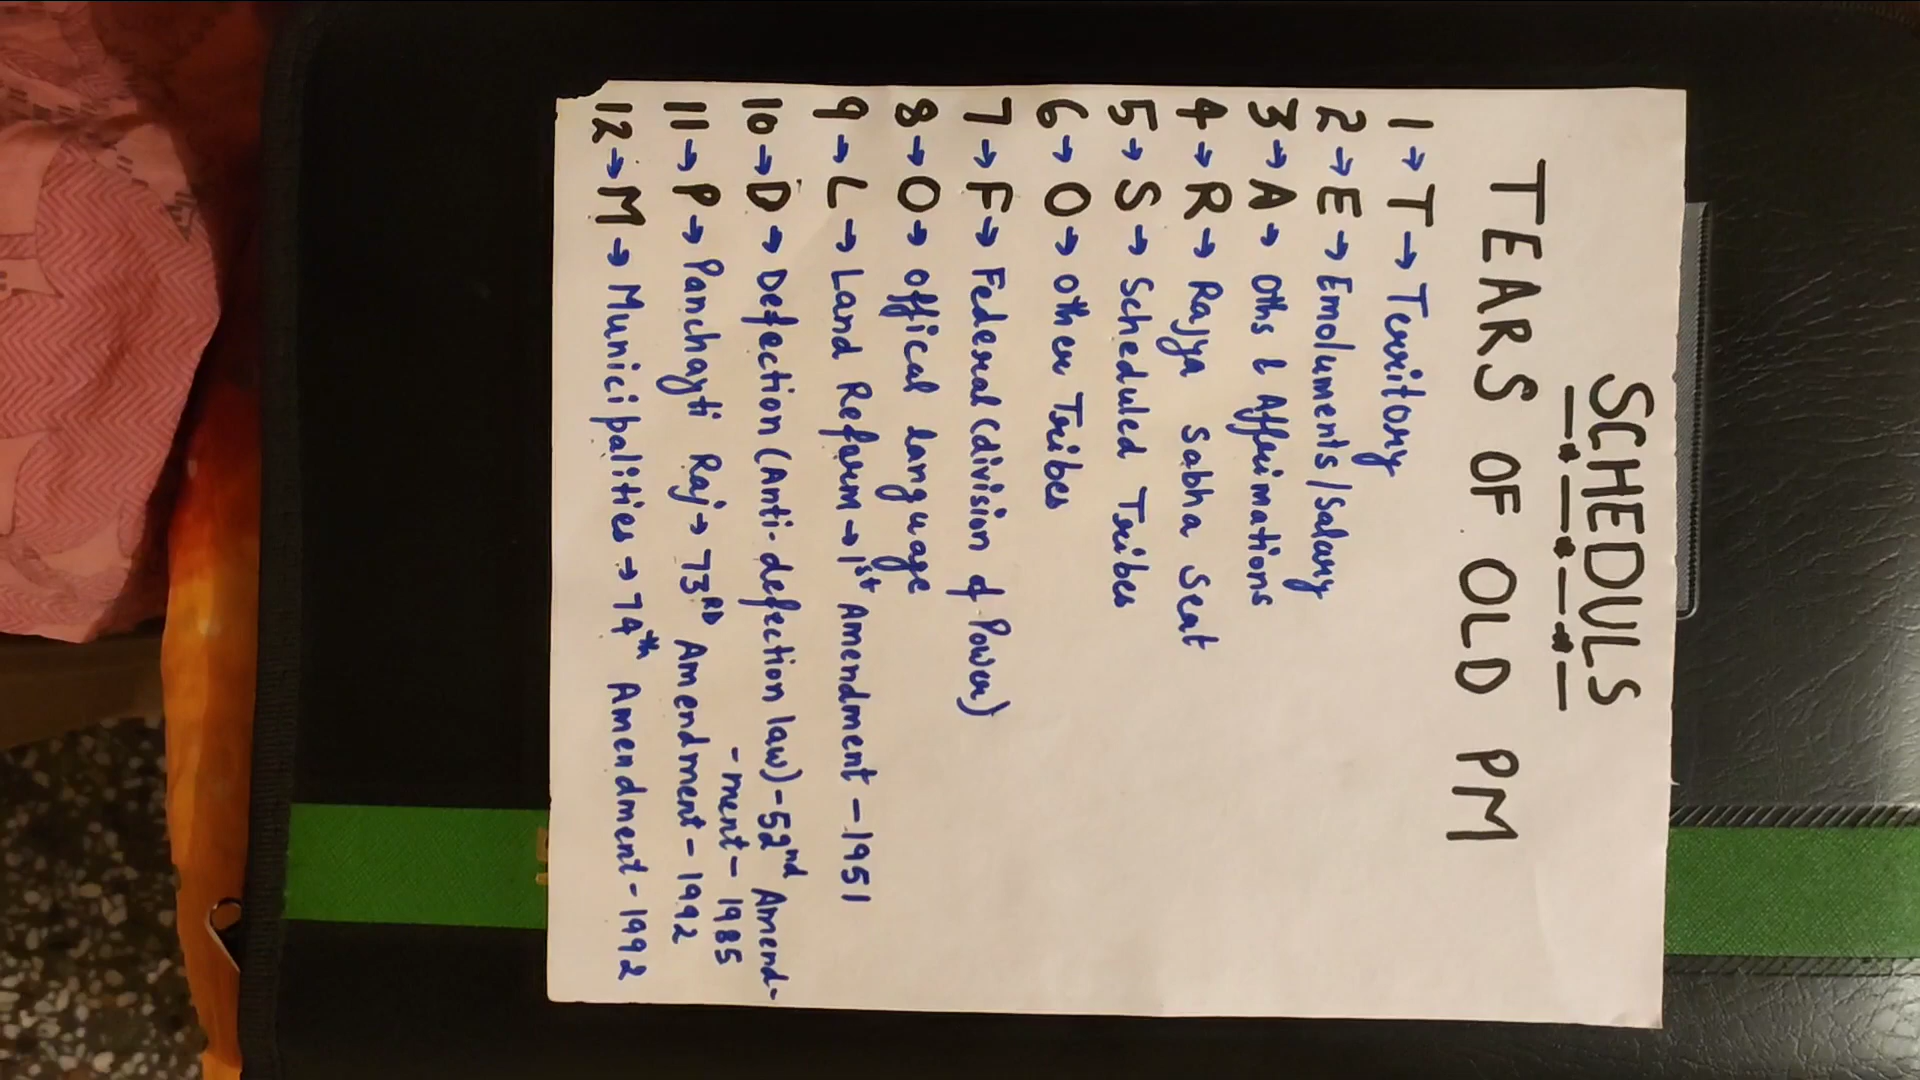 SCHEDULS
TEARS OF OLD PM
1→T→Territory
2→E→Emoluments/Salary
3→A→Oths & Affirimations
4→R→Rajya Sabha Seat
5→S→Scheduled Tribes
6→O→Other Tribes
7→F→Federal (division of Power)
8→O→Offical language
9→L→Land Reform→1st Amendment-1951
10→D→Defection (Anti-defection law)-52nd Amend-
-ment-1985
11→P→Panchayti Raj→73RD Amendment-1992
12→M→Municipalities→74th Amendment-1992